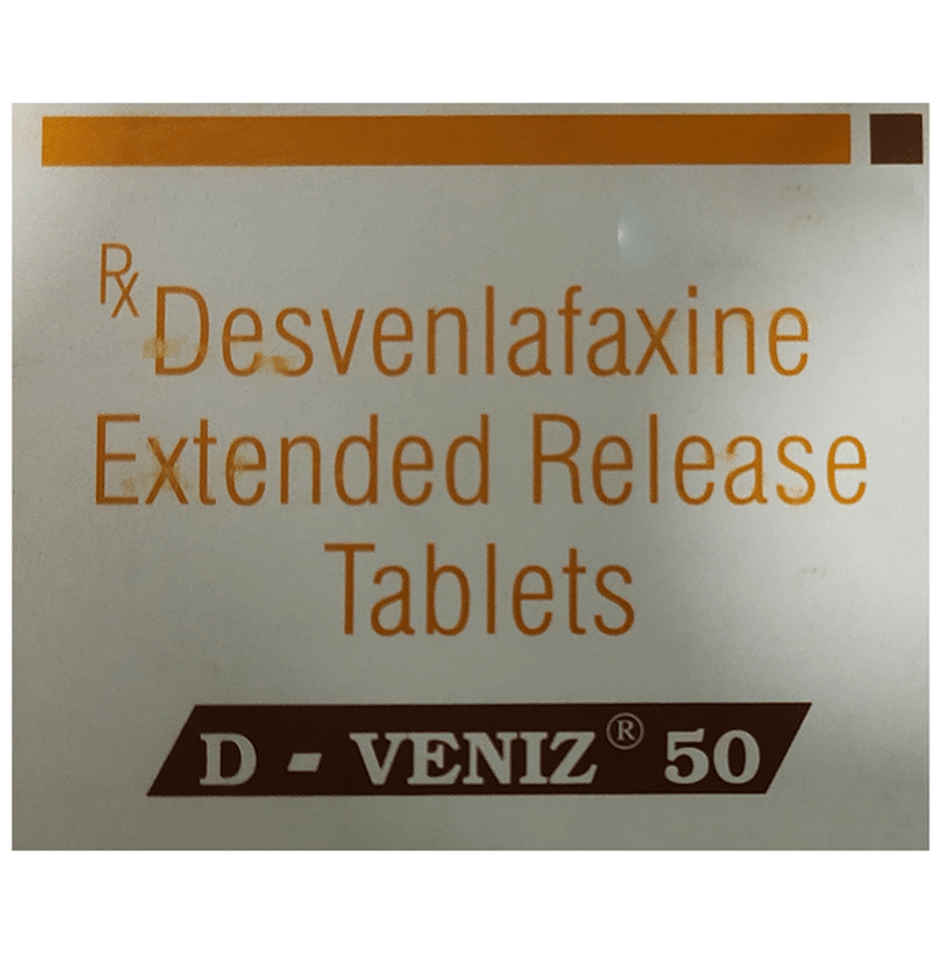 Rx Desvenlafaxine
Extended Release
Tablets
D - VENIZ® 50